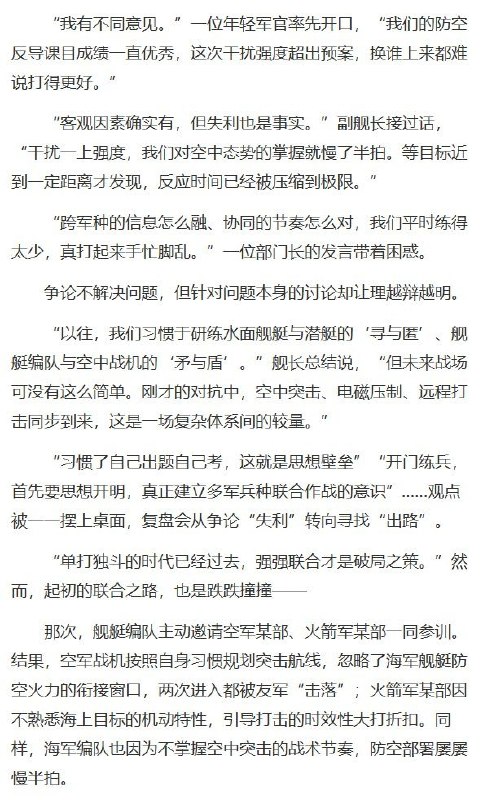 “我有不同意见。”一位年轻军官率先开口，“我们的防空
反导课目成绩一直优秀，这次干扰强度超出预案，换谁上来都难
说打得更好。”
“客观因素确实有，但失利也是事实。”副舰长接过话，
“干扰一上强度，我们对空中态势的掌握就慢了半拍。等目标近
到一定距离才发现，反应时间已经被压缩到极限。”
“跨军种的信息怎么融、协同的节奏怎么对，我们平时练得
太少，真打起来手忙脚乱。”一位部门长的发言带着困惑。
争论不解决问题，但针对问题本身的讨论却让理越辩越明。
“以往，我们习惯于研练水面舰艇与潜艇的‘寻与匿’、舰
艇编队与空中战机的‘矛与盾’。”舰长总结说，“但未来战场
可没有这么简单。刚才的对抗中，空中突击、电磁压制、远程打
击同步到来，这是一场复杂体系间的较量。”
“习惯了自己出题自己考，这就是思想壁垒”“开门练兵，
首先要思想开明，真正建立多军兵种联合作战的意识”……观点
被一一摆上桌面，复盘会从争论“失利”转向寻找“出路”。
“单打独斗的时代已经过去，强强联合才是破局之策。”然
而，起初的联合之路，也是跌跌撞撞——
那次，舰艇编队主动邀请空军某部、火箭军某部一同参训。
结果，空军战机按照自身习惯规划突击航线，忽略了海军舰艇防
空火力的衔接窗口，两次进入都被友军“击落”；火箭军某部因
不熟悉海上目标的机动特性，引导打击的时效性大打折扣。同
样，海军编队也因为不掌握空中突击的战术节奏，防空部署屡屡
慢半拍。